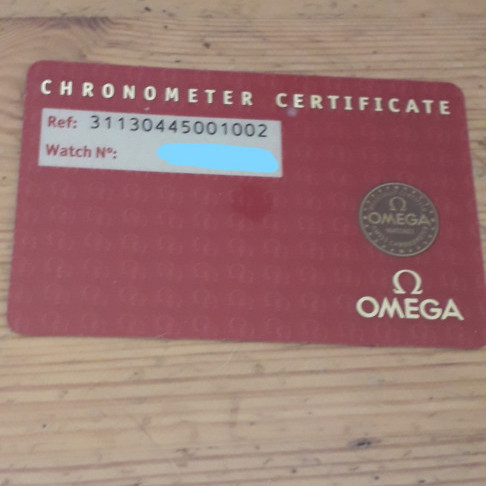 CHRONOMETER CERTIFICATE
Ref: 31130445001002
Watch Nº:
Ω
OMEGA
Ω
OMEGA